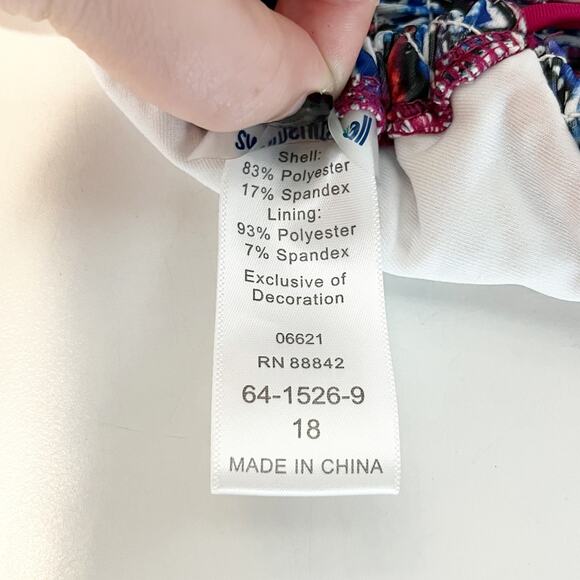 Shell:
83% Polyester
17% Spandex
Lining:
93% Polyester
7% Spandex
Exclusive of
Decoration
06621
RN 88842
64-1526-9
18
MADE IN CHINA